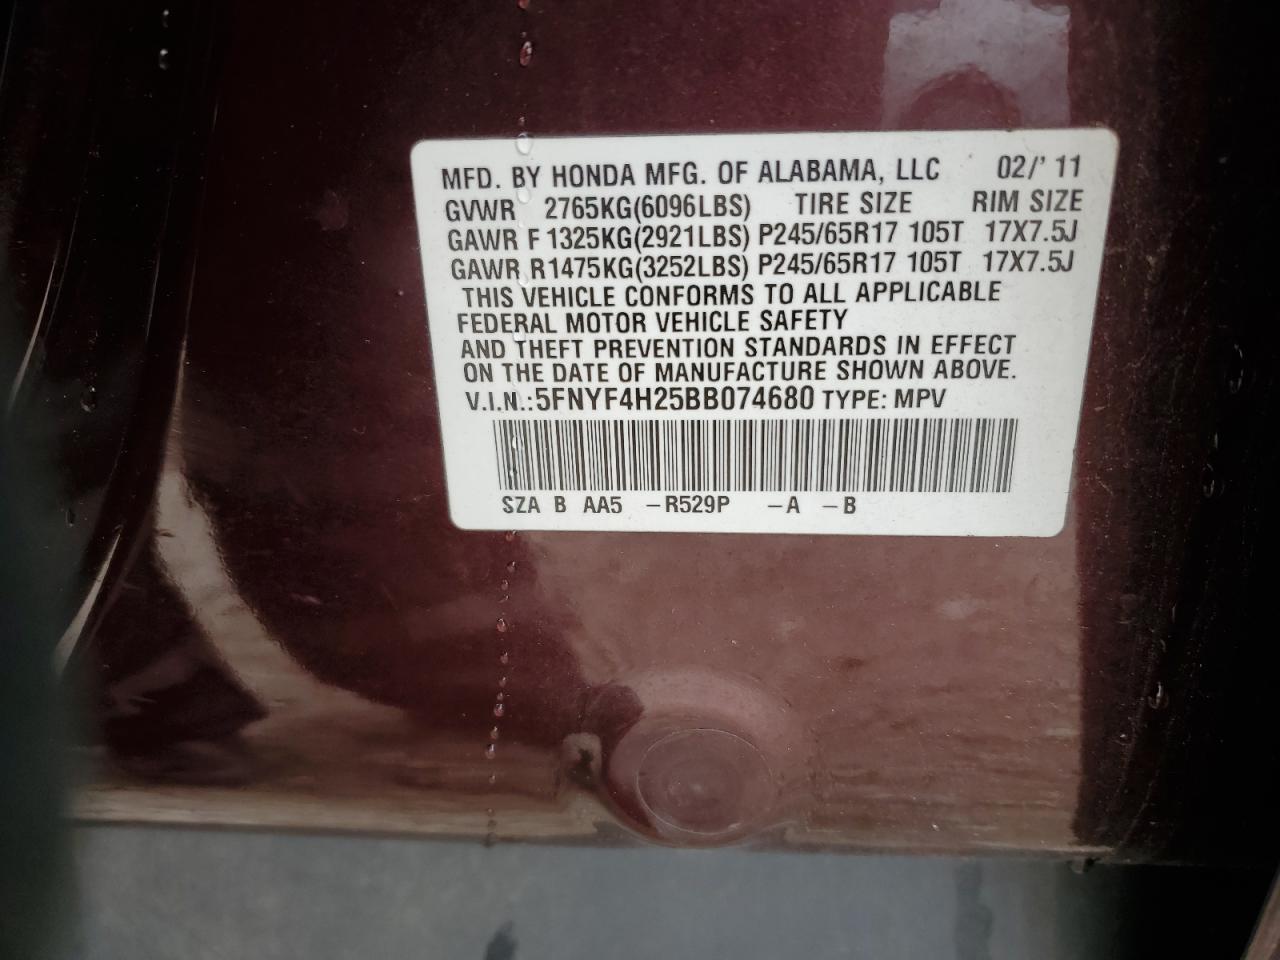 MFD. BY HONDA MFG. OF ALABAMA, LLC 02/' 11
GVWR 2765KG(6096LBS) TIRE SIZE RIM SIZE
GAWR F 1325KG(2921LBS) P245/65R17 105T 17X7.5J
GAWR R1475KG(3252LBS) P245/65R17 105T 17X7.5J
THIS VEHICLE CONFORMS TO ALL APPLICABLE
FEDERAL MOTOR VEHICLE SAFETY
AND THEFT PREVENTION STANDARDS IN EFFECT
ON THE DATE OF MANUFACTURE SHOWN ABOVE.
V.I.N.:5FNYF4H25BB074680 TYPE: MPV
SZA B AA5 -R529P -A -B